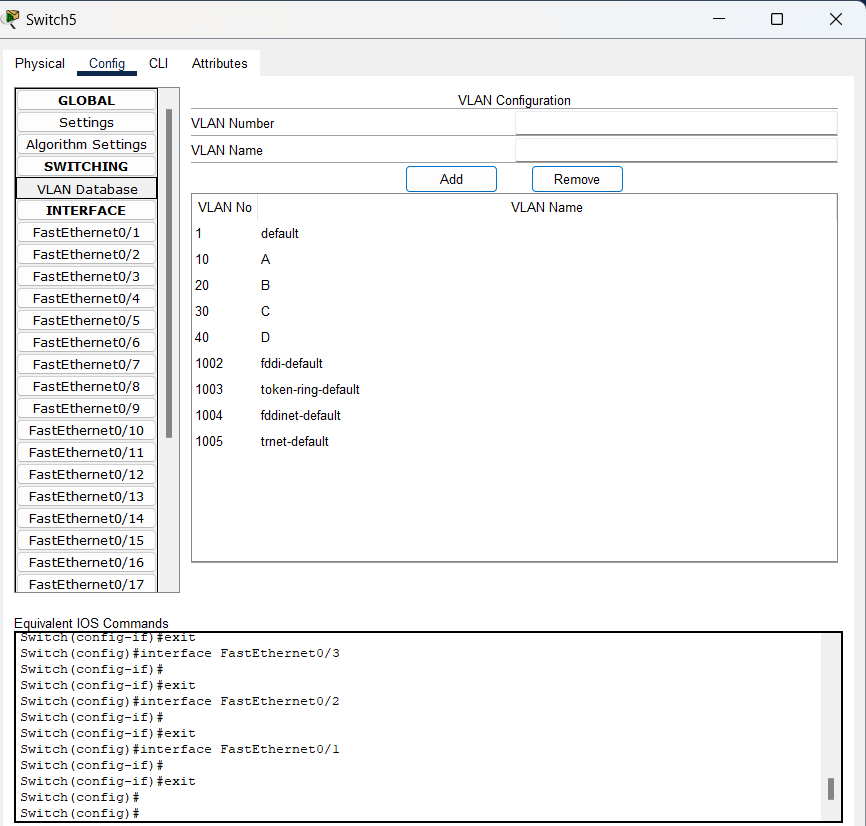 Switch5
Physical Config CLI Attributes
GLOBAL
Settings
Algorithm Settings
SWITCHING
VLAN Database
INTERFACE
FastEthernet0/1
FastEthernet0/2
FastEthernet0/3
FastEthernet0/4
FastEthernet0/5
FastEthernet0/6
FastEthernet0/7
FastEthernet0/8
FastEthernet0/9
FastEthernet0/10
FastEthernet0/11
FastEthernet0/12
FastEthernet0/13
FastEthernet0/14
FastEthernet0/15
FastEthernet0/16
FastEthernet0/17
VLAN Configuration
VLAN Number
VLAN Name
Add Remove
VLAN No VLAN Name
1 default
10 A
20 B
30 C
40 D
1002 fddi-default
1003 token-ring-default
1004 fddinet-default
1005 trnet-default
Equivalent IOS Commands
Switch(config-if)#exit
Switch(config)#interface FastEthernet0/3
Switch(config-if)#
Switch(config-if)#exit
Switch(config)#interface FastEthernet0/2
Switch(config-if)#
Switch(config-if)#exit
Switch(config)#interface FastEthernet0/1
Switch(config-if)#
Switch(config-if)#exit
Switch(config)#
Switch(config)#